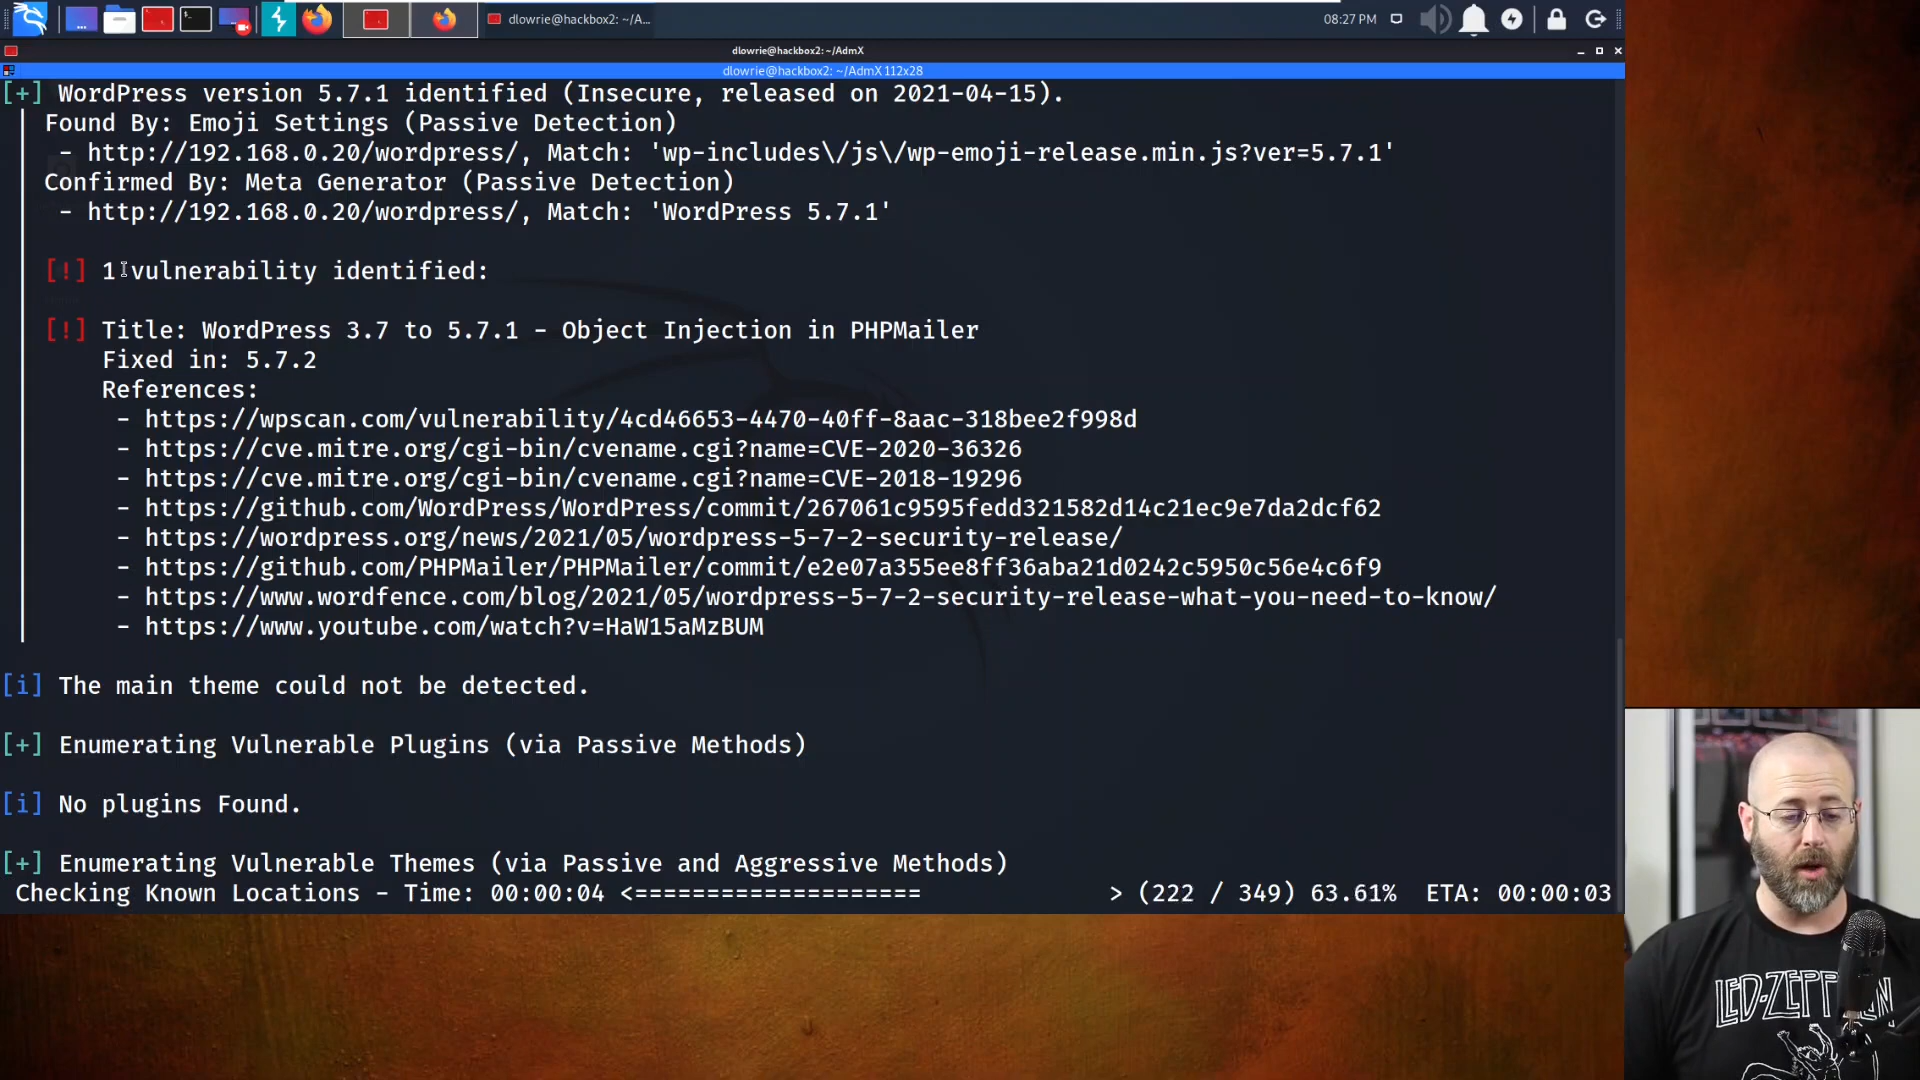 dlowrie@hackbox2: ~/A...
08:27 PM
dlowrie@hackbox2: ~/AdmX
dlowrie@hackbox2: ~/AdmX 112x28
[+] WordPress version 5.7.1 identified (Insecure, released on 2021-04-15).
Found By: Emoji Settings (Passive Detection)
- http://192.168.0.20/wordpress/, Match: 'wp-includes\/js\/wp-emoji-release.min.js?ver=5.7.1'
Confirmed By: Meta Generator (Passive Detection)
- http://192.168.0.20/wordpress/, Match: 'WordPress 5.7.1'
[!] 1 vulnerability identified:
[!] Title: WordPress 3.7 to 5.7.1 - Object Injection in PHPMailer
Fixed in: 5.7.2
References:
- https://wpscan.com/vulnerability/4cd46653-4470-40ff-8aac-318bee2f998d
- https://cve.mitre.org/cgi-bin/cvename.cgi?name=CVE-2020-36326
- https://cve.mitre.org/cgi-bin/cvename.cgi?name=CVE-2018-19296
- https://github.com/WordPress/WordPress/commit/267061c9595fedd321582d14c21ec9e7da2dcf62
- https://wordpress.org/news/2021/05/wordpress-5-7-2-security-release/
- https://github.com/PHPMailer/PHPMailer/commit/e2e07a355ee8ff36aba21d0242c5950c56e4c6f9
- https://www.wordfence.com/blog/2021/05/wordpress-5-7-2-security-release-what-you-need-to-know/
- https://www.youtube.com/watch?v=HaW15aMzBUM
[i] The main theme could not be detected.
[+] Enumerating Vulnerable Plugins (via Passive Methods)
[i] No plugins Found.
[+] Enumerating Vulnerable Themes (via Passive and Aggressive Methods)
Checking Known Locations - Time: 00:00:04 <===================== > (222 / 349) 63.61% ETA: 00:00:03
LED-ZEPP